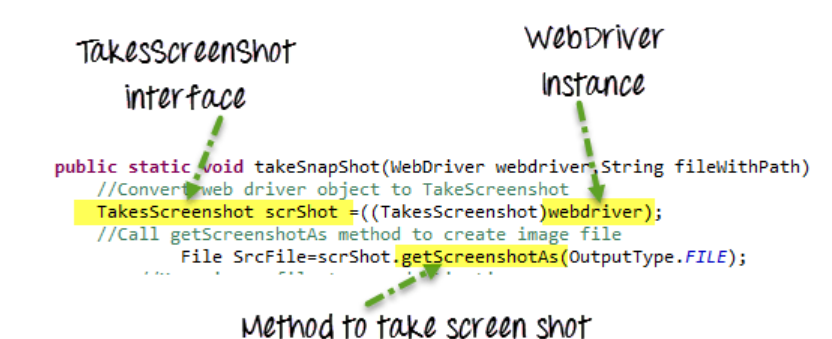 TakesScreenShot
interface
WebDriver
Instance
public static void takeSnapShot(WebDriver webdriver,String fileWithPath)
//Convert web driver object to TakeScreenshot
TakesScreenshot scrShot =((TakesScreenshot)webdriver);
//Call getScreenshotAs method to create image file
File SrcFile=scrShot.getScreenshotAs(OutputType.FILE);
Method to take screen shot